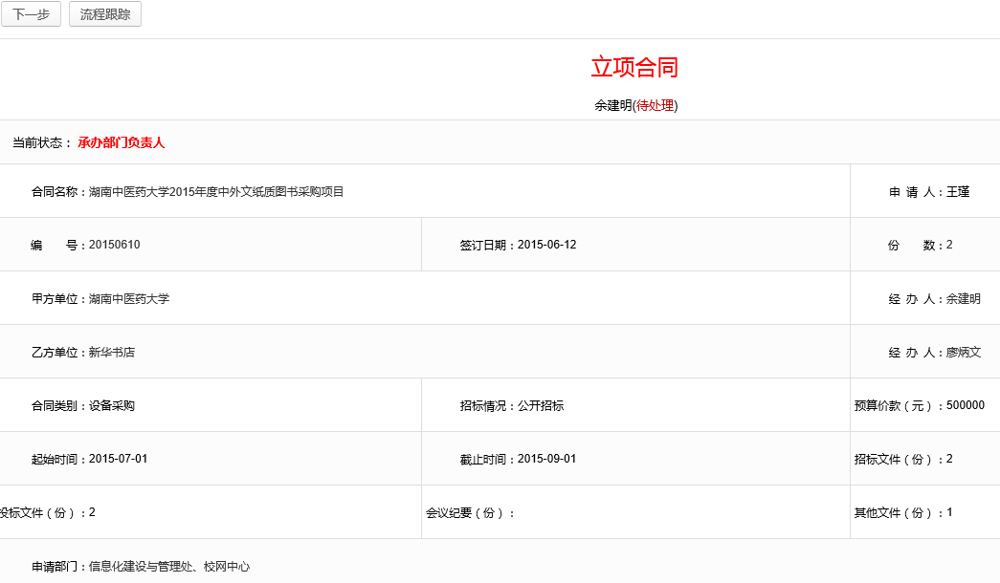 下一步 流程跟踪
立项合同
余建明(待处理)
当前状态： 承办部门负责人
合同名称：湖南中医药大学2015年度中外文纸质图书采购项目 申 请 人：王瑾
编 号：20150610 签订日期：2015-06-12 份 数：2
甲方单位：湖南中医药大学 经 办 人：余建明
乙方单位：新华书店 经 办 人：廖炳文
合同类别：设备采购 招标情况：公开招标 预算价款（元）：500000
起始时间：2015-07-01 截止时间：2015-09-01 招标文件（份）：2
投标文件（份）：2 会议纪要（份）： 其他文件（份）：1
申请部门：信息化建设与管理处、校网中心